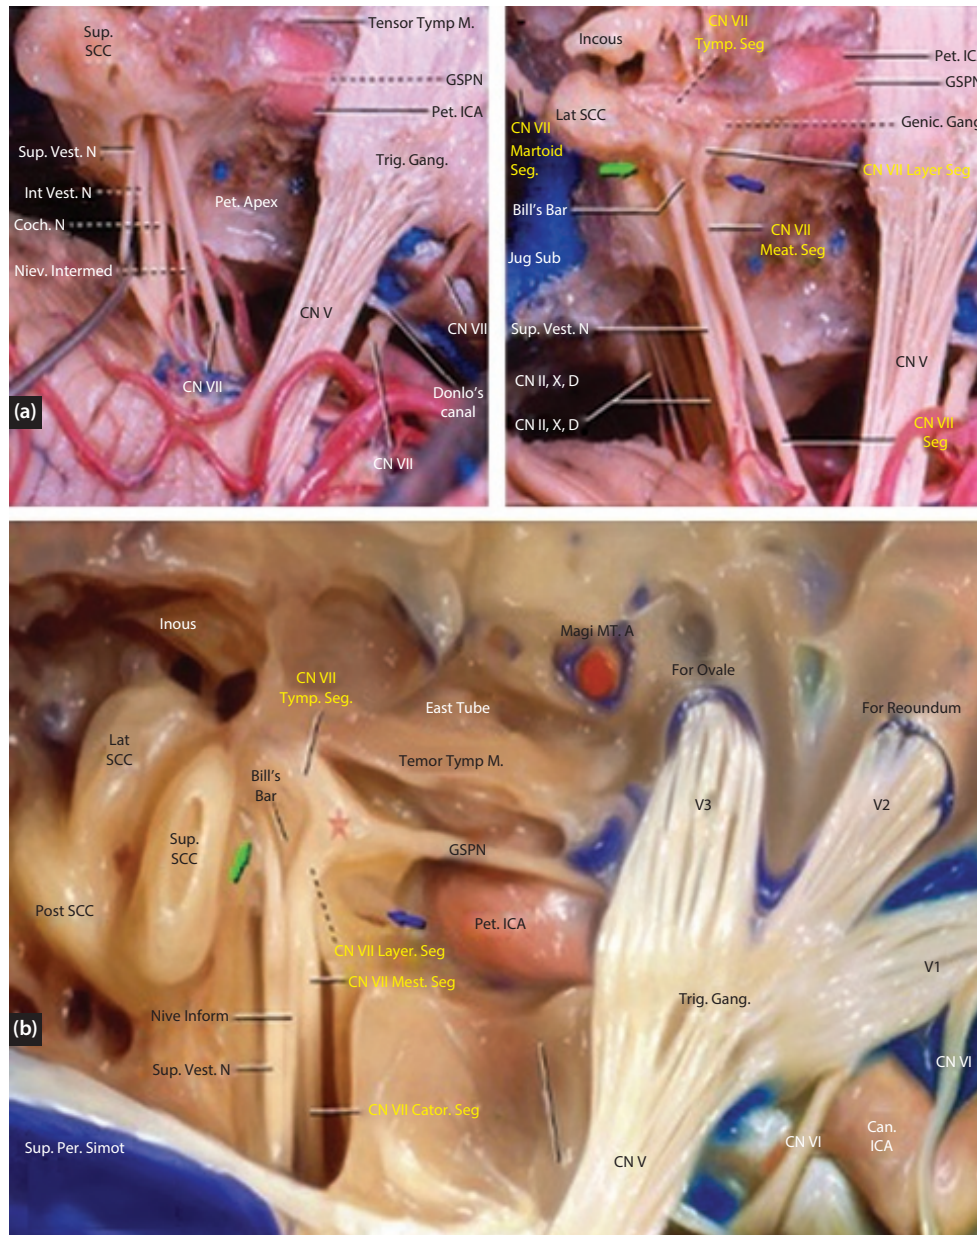 Sup.
SCC
Tensor Tymp M.
GSPN
Pet. ICA
Sup. Vest. N
Trig. Gang.
Int Vest. N
Pet. Apex
Coch. N
Niev. Intermed
CN V
CN VII
CN VII
Donlo's
canal
(a)
CN VII
CN VII
Tymp. Seg
Incous
Pet. IC
GSPN
Lat SCC
Genic. Gang
CN VII
Martoid
Seg.
CN VII Layer Seg
Bill's Bar
CN VII
Meat. Seg
Jug Sub
Sup. Vest. N
CN V
CN II, X, D
CN II, X, D
CN VII
Seg
Inous
Magi MT. A
For Ovale
CN VII
Tymp. Seg.
East Tube
For Reoundum
Lat
SCC
Temor Tymp M.
Bill's
Bar
V3
V2
Sup.
SCC
GSPN
Post SCC
Pet. ICA
CN VII Layer. Seg
V1
CN VII Mest. Seg
Trig. Gang.
Nive Inform
(b)
Sup. Vest. N
CN VI
CN VII Cator. Seg
Can.
ICA
Sup. Per. Simot
CN V
CN VI